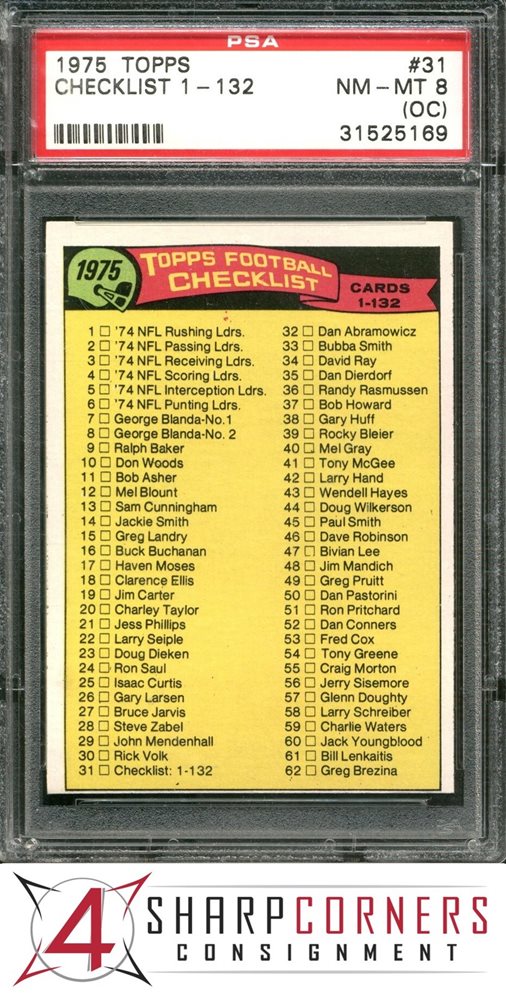 PSA
1975 TOPPS #31
CHECKLIST 1-132 NM-MT 8
(OC)
31525169
1975
TOPPS FOOTBALL
CHECKLIST
CARDS
1-132
1 □ '74 NFL Rushing Ldrs.
2 □ '74 NFL Passing Ldrs.
3 □ '74 NFL Receiving Ldrs.
4 □ '74 NFL Scoring Ldrs.
5 □ '74 NFL Interception Ldrs.
6 □ '74 NFL Punting Ldrs.
7 □ George Blanda-No.1
8 □ George Blanda-No. 2
9 □ Ralph Baker
10 □ Don Woods
11 □ Bob Asher
12 □ Mel Blount
13 □ Sam Cunningham
14 □ Jackie Smith
15 □ Greg Landry
16 □ Buck Buchanan
17 □ Haven Moses
18 □ Clarence Ellis
19 □ Jim Carter
20 □ Charley Taylor
21 □ Jess Phillips
22 □ Larry Seiple
23 □ Doug Dieken
24 □ Ron Saul
25 □ Isaac Curtis
26 □ Gary Larsen
27 □ Bruce Jarvis
28 □ Steve Zabel
29 □ John Mendenhall
30 □ Rick Volk
31 □ Checklist: 1-132
32 □ Dan Abramowicz
33 □ Bubba Smith
34 □ David Ray
35 □ Dan Dierdorf
36 □ Randy Rasmussen
37 □ Bob Howard
38 □ Gary Huff
39 □ Rocky Bleier
40 □ Mel Gray
41 □ Tony McGee
42 □ Larry Hand
43 □ Wendell Hayes
44 □ Doug Wilkerson
45 □ Paul Smith
46 □ Dave Robinson
47 □ Bivian Lee
48 □ Jim Mandich
49 □ Greg Pruitt
50 □ Dan Pastorini
51 □ Ron Pritchard
52 □ Dan Conners
53 □ Fred Cox
54 □ Tony Greene
55 □ Craig Morton
56 □ Jerry Sisemore
57 □ Glenn Doughty
58 □ Larry Schreiber
59 □ Charlie Waters
60 □ Jack Youngblood
61 □ Bill Lenkaitis
62 □ Greg Brezina
4 SHARPCORNERS
CONSIGNMENT